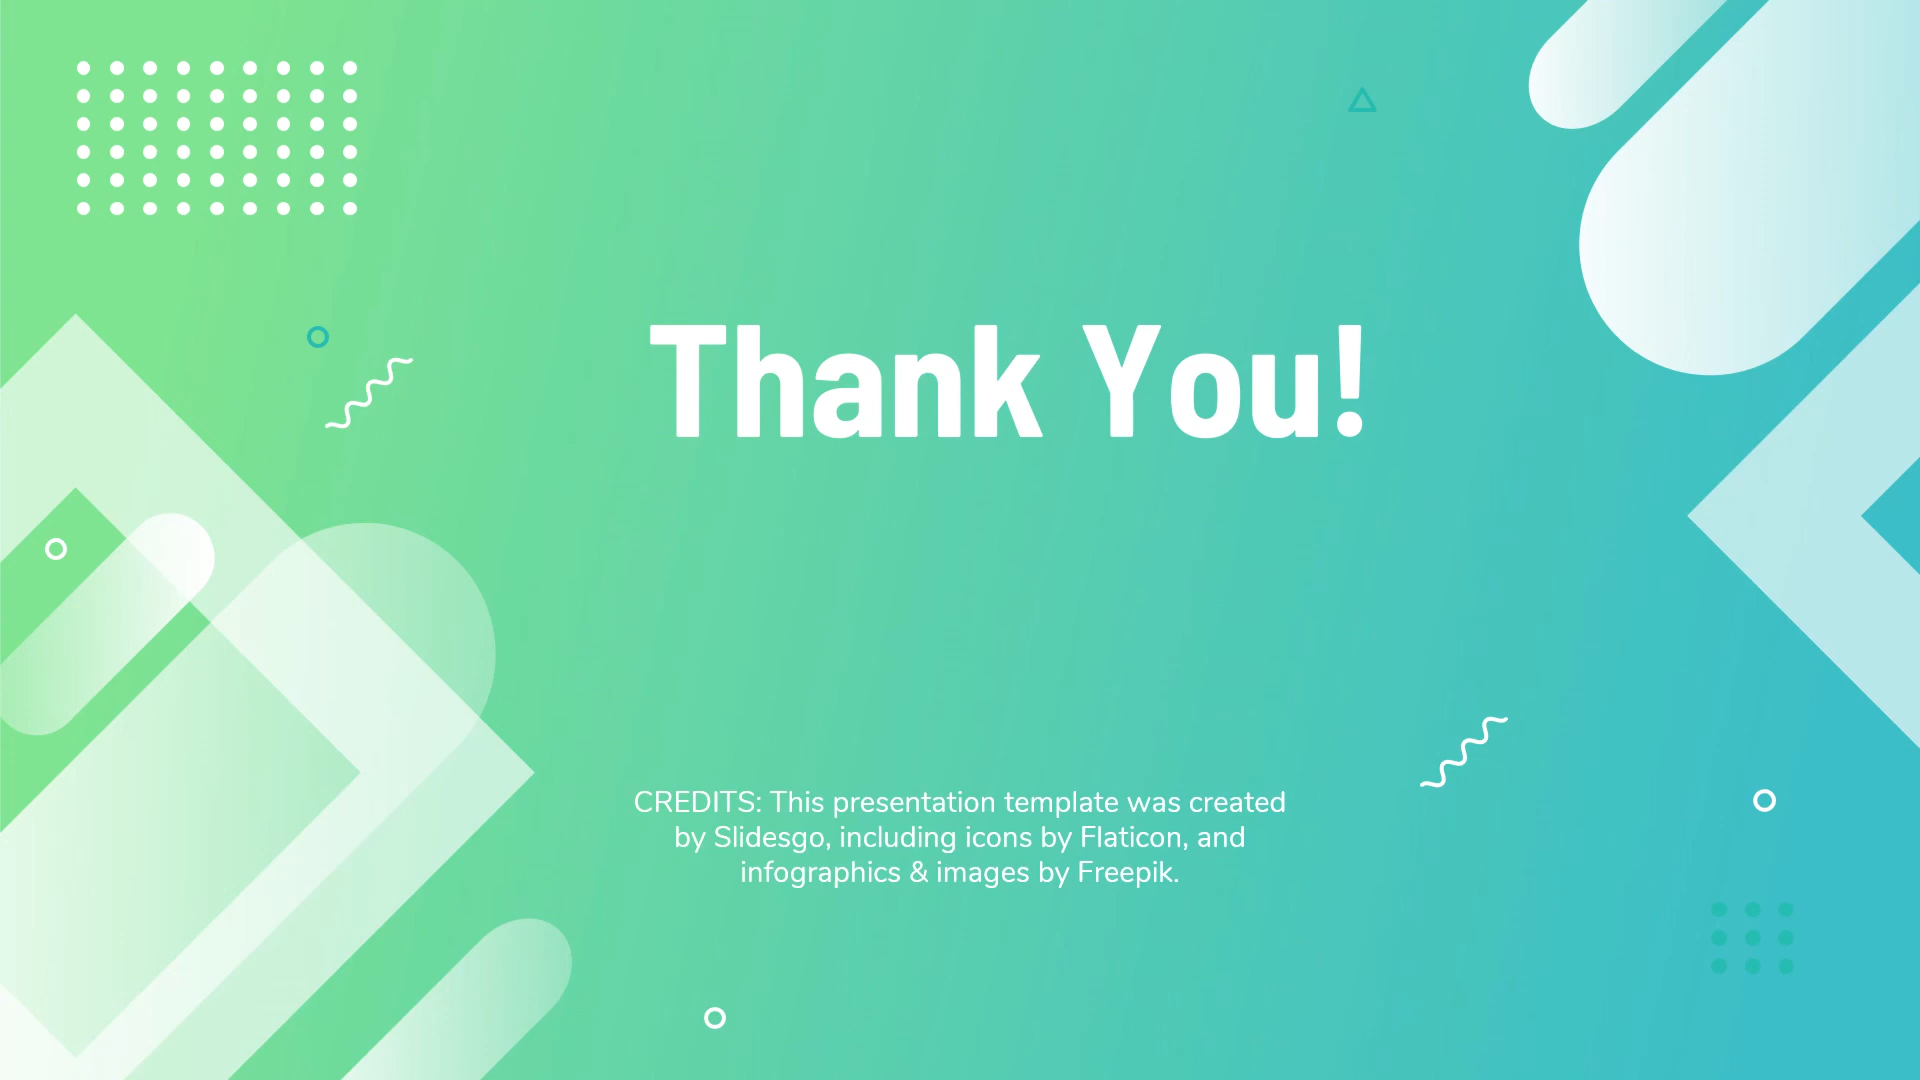 Thank You!
CREDITS: This presentation template was created
by Slidesgo, including icons by Flaticon, and
infographics & images by Freepik.